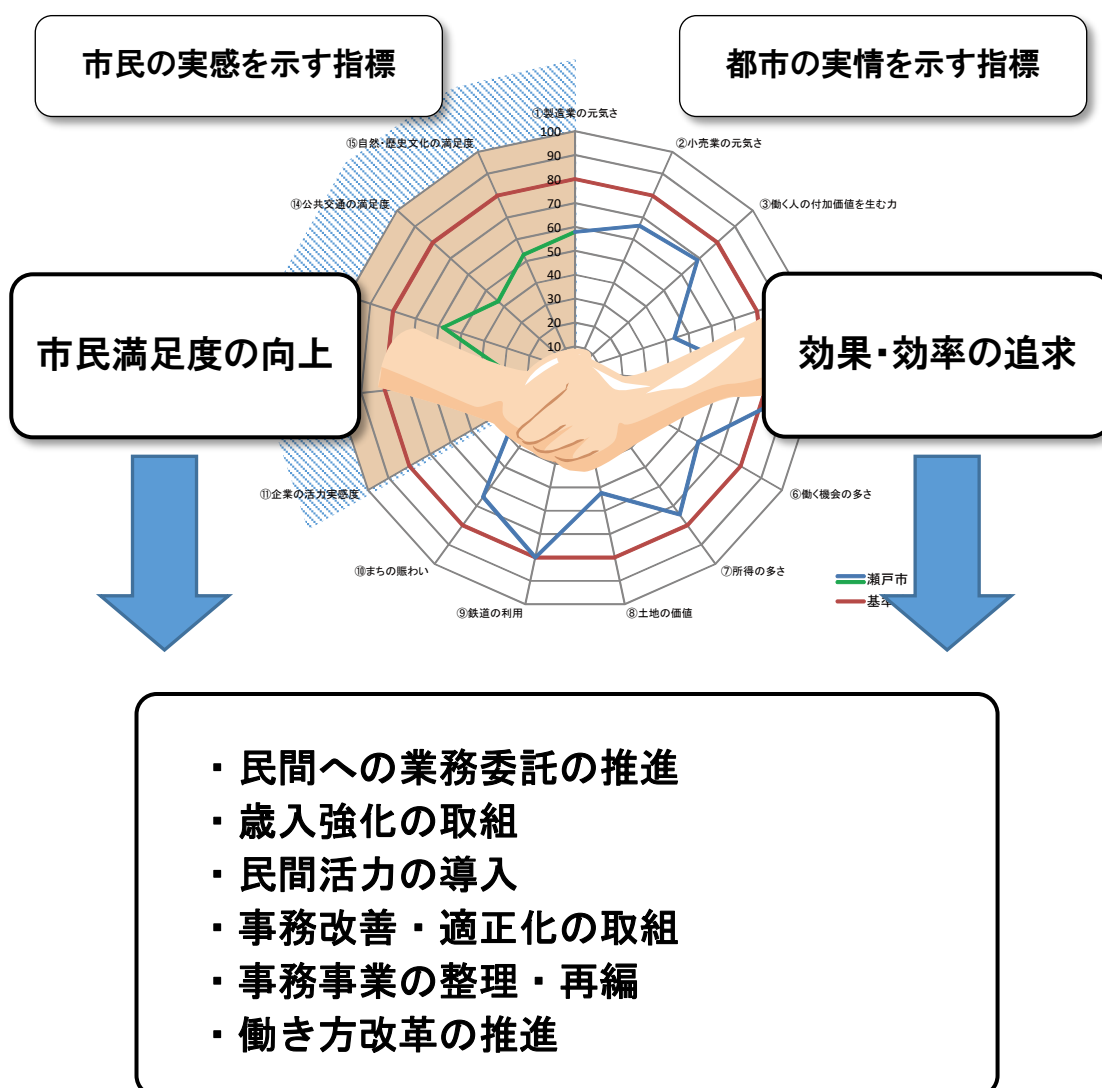 市民の実感を示す指標
都市の実情を示す指標
①製造業の元気さ
②小売業の元気さ
③働く人の付加価値を生む力
⑥働く機会の多さ
⑦所得の多さ
⑧土地の価値
⑨鉄道の利用
⑩まちの賑わい
⑪企業の活力実感度
⑭公共交通の満足度
⑮自然・歴史文化の満足度
100
90
80
70
60
50
40
30
20
10
市民満足度の向上
効果・効率の追求
瀬戸市
・民間への業務委託の推進
・歳入強化の取組
・民間活力の導入
・事務改善・適正化の取組
・事務事業の整理・再編
・働き方改革の推進